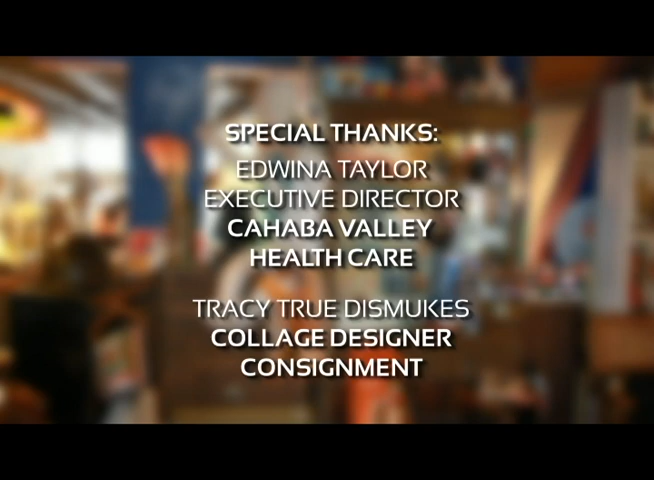 SPECIAL THANKS:
EDWINA TAYLOR
EXECUTIVE DIRECTOR
CAHABA VALLEY
HEALTH CARE
TRACY TRUE DISMUKES
COLLAGE DESIGNER
CONSIGNMENT